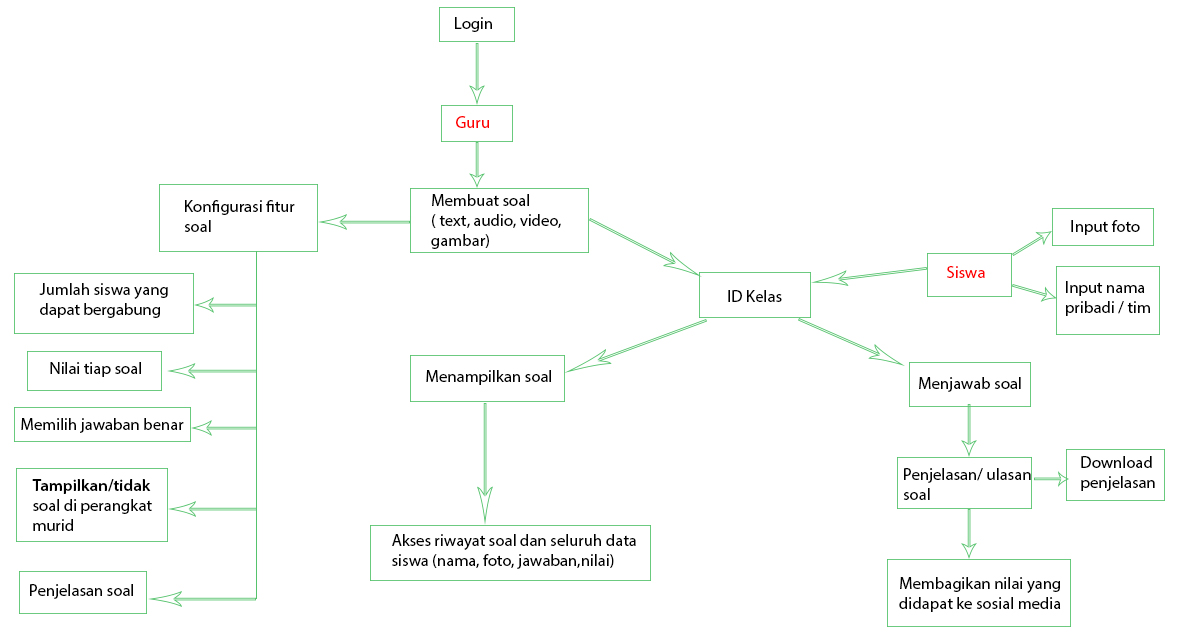 Login
Guru
Membuat soal
( text, audio, video,
gambar)
Konfigurasi fitur
soal
Jumlah siswa yang
dapat bergabung
Nilai tiap soal
Memilih jawaban benar
Tampilkan/tidak
soal di perangkat
murid
Penjelasan soal
ID Kelas
Siswa
Input foto
Input nama
pribadi / tim
Menampilkan soal
Akses riwayat soal dan seluruh data
siswa (nama, foto, jawaban,nilai)
Menjawab soal
Penjelasan/ ulasan
soal
Download
penjelasan
Membagikan nilai yang
didapat ke sosial media